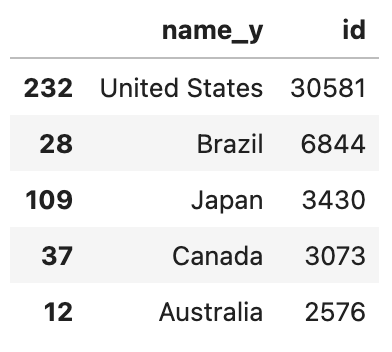 name_y id
232 United States 30581
28 Brazil 6844
109 Japan 3430
37 Canada 3073
12 Australia 2576